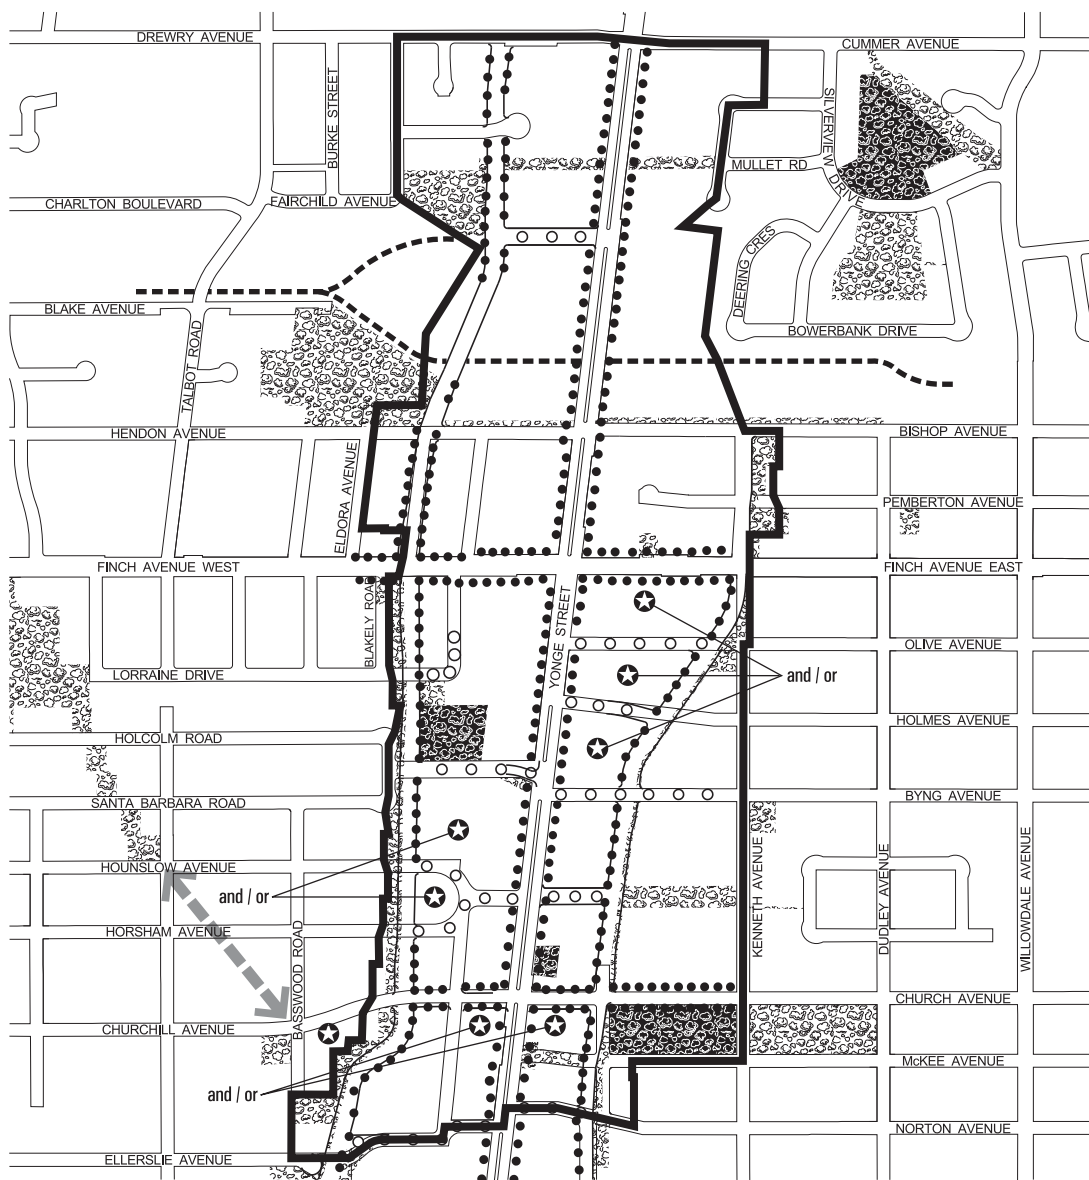 DREWRY AVENUE
CUMMER AVENUE
BURKE STREET
SILVERVIEW DRIVE
MULLET RD
CHARLTON BOULEVARD
FAIRCHILD AVENUE
DEERING CRES
BLAKE AVENUE
TALBOT ROAD
BOWERBANK DRIVE
HENDON AVENUE
BISHOP AVENUE
ELDORA AVENUE
PEMBERTON AVENUE
FINCH AVENUE WEST
FINCH AVENUE EAST
BLAKELY ROAD
YONGE STREET
OLIVE AVENUE
LORRAINE DRIVE
and / or
HOLMES AVENUE
HOLCOLM ROAD
SANTA BARBARA ROAD
BYNG AVENUE
HOUNSLOW AVENUE
and / or
KENNETH AVENUE
DUDLEY AVENUE
WILLOWDALE AVENUE
HORSHAM AVENUE
BASSWOOD ROAD
CHURCHILL AVENUE
CHURCH AVENUE
McKEE AVENUE
and / or
NORTON AVENUE
ELLERSLIE AVENUE